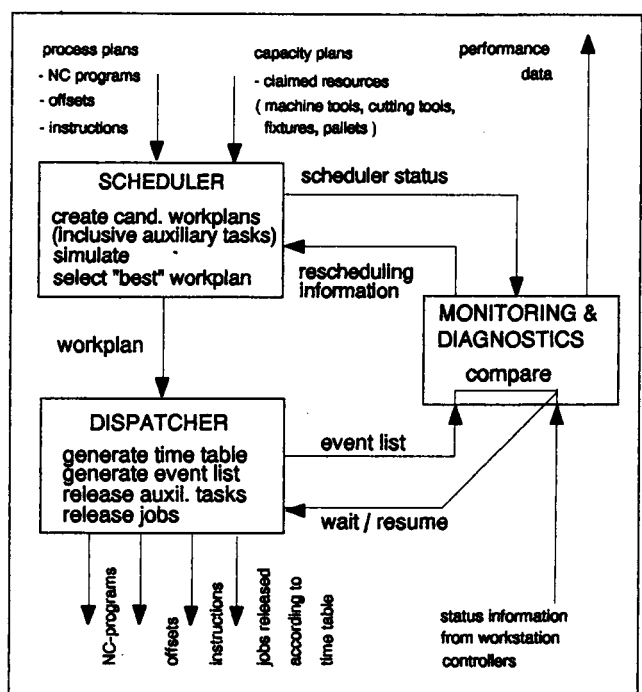 process plans
- NC programs
- offsets
- instructions
capacity plans
- claimed resources
( machine tools, cutting tools,
fixtures, pallets )
performance
data
SCHEDULER
create cand. workplans
(inclusive auxiliary tasks)
simulate
select "best" workplan
scheduler status
rescheduling
information
MONITORING &
DIAGNOSTICS
compare
workplan
DISPATCHER
generate time table
generate event list
release auxil. tasks
release jobs
event list
wait / resume
NC-programs
offsets
instructions
jobs released
according to
time table
status information
from workstation
controllers